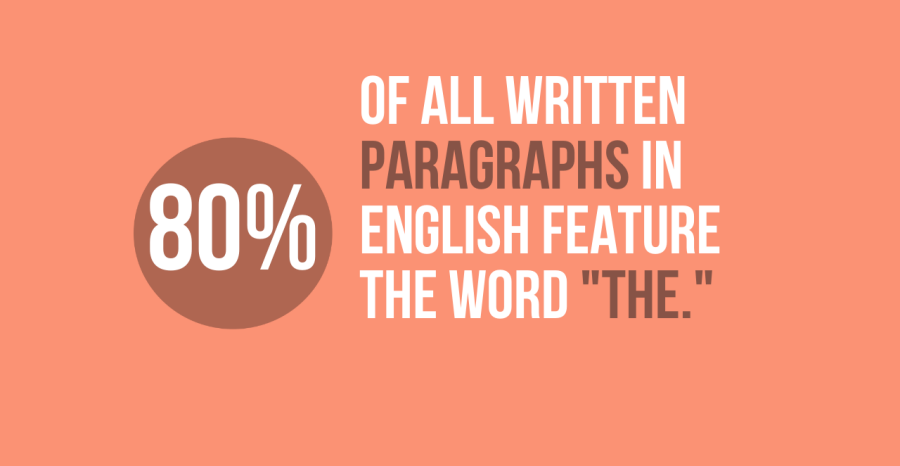 80%
OF ALL WRITTEN
PARAGRAPHS IN
ENGLISH FEATURE
THE WORD "THE."